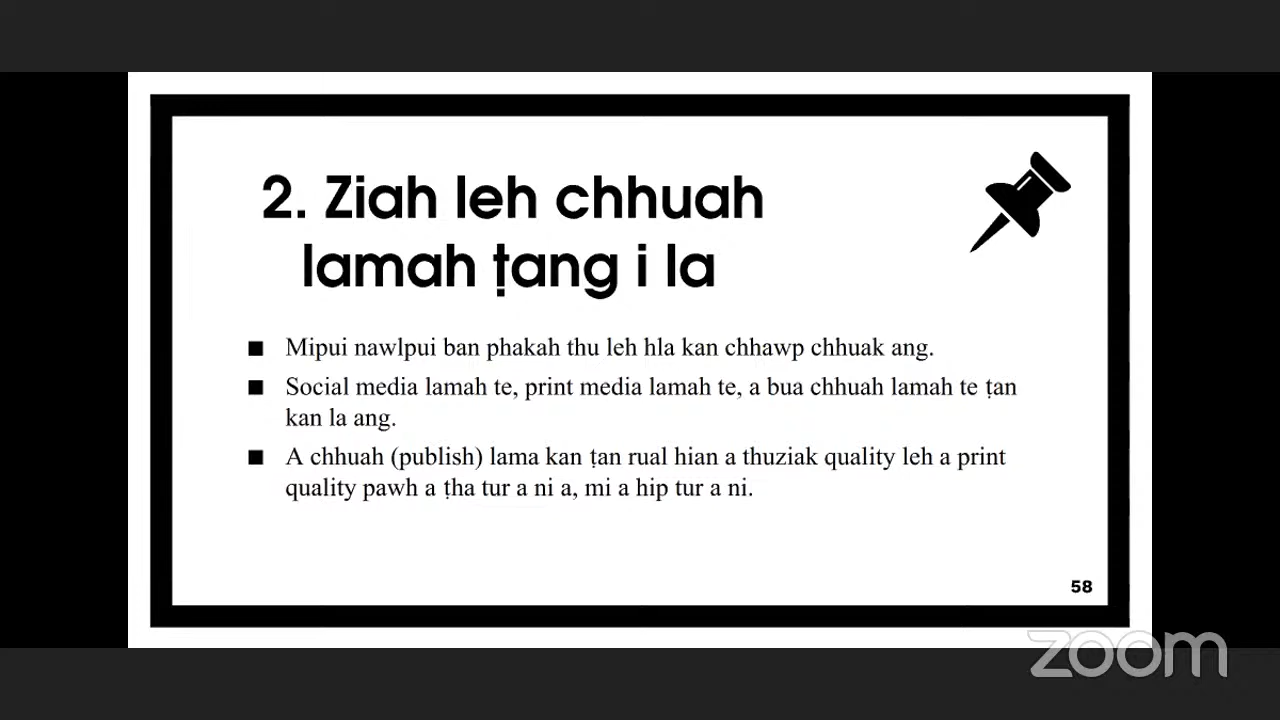 2. Ziah leh chhuah
lamah ṭang i la
■ Mipui nawlpui ban phakah thu leh hla kan chhawp chhuak ang.
■ Social media lamah te, print media lamah te, a bua chhuah lamah te ṭan
kan la ang.
■ A chhuah (publish) lama kan ṭan rual hian a thuziak quality leh a print
quality pawh a ṭha tur a ni a, mi a hip tur a ni.
58
zoom